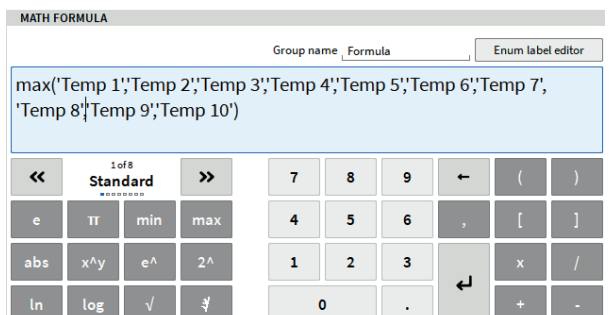 MATH FORMULA
Group name Formula Enum label editor
max('Temp 1','Temp 2','Temp 3','Temp 4','Temp 5','Temp 6','Temp 7',
'Temp 8','Temp 9','Temp 10')
« 1 of 8 » 7 8 9 ← ( )
Standard
e π min max 4 5 6 , [ ]
abs x^y e^ 2^ 1 2 3 ↵ x /
ln log √ ∛ 0 . + -